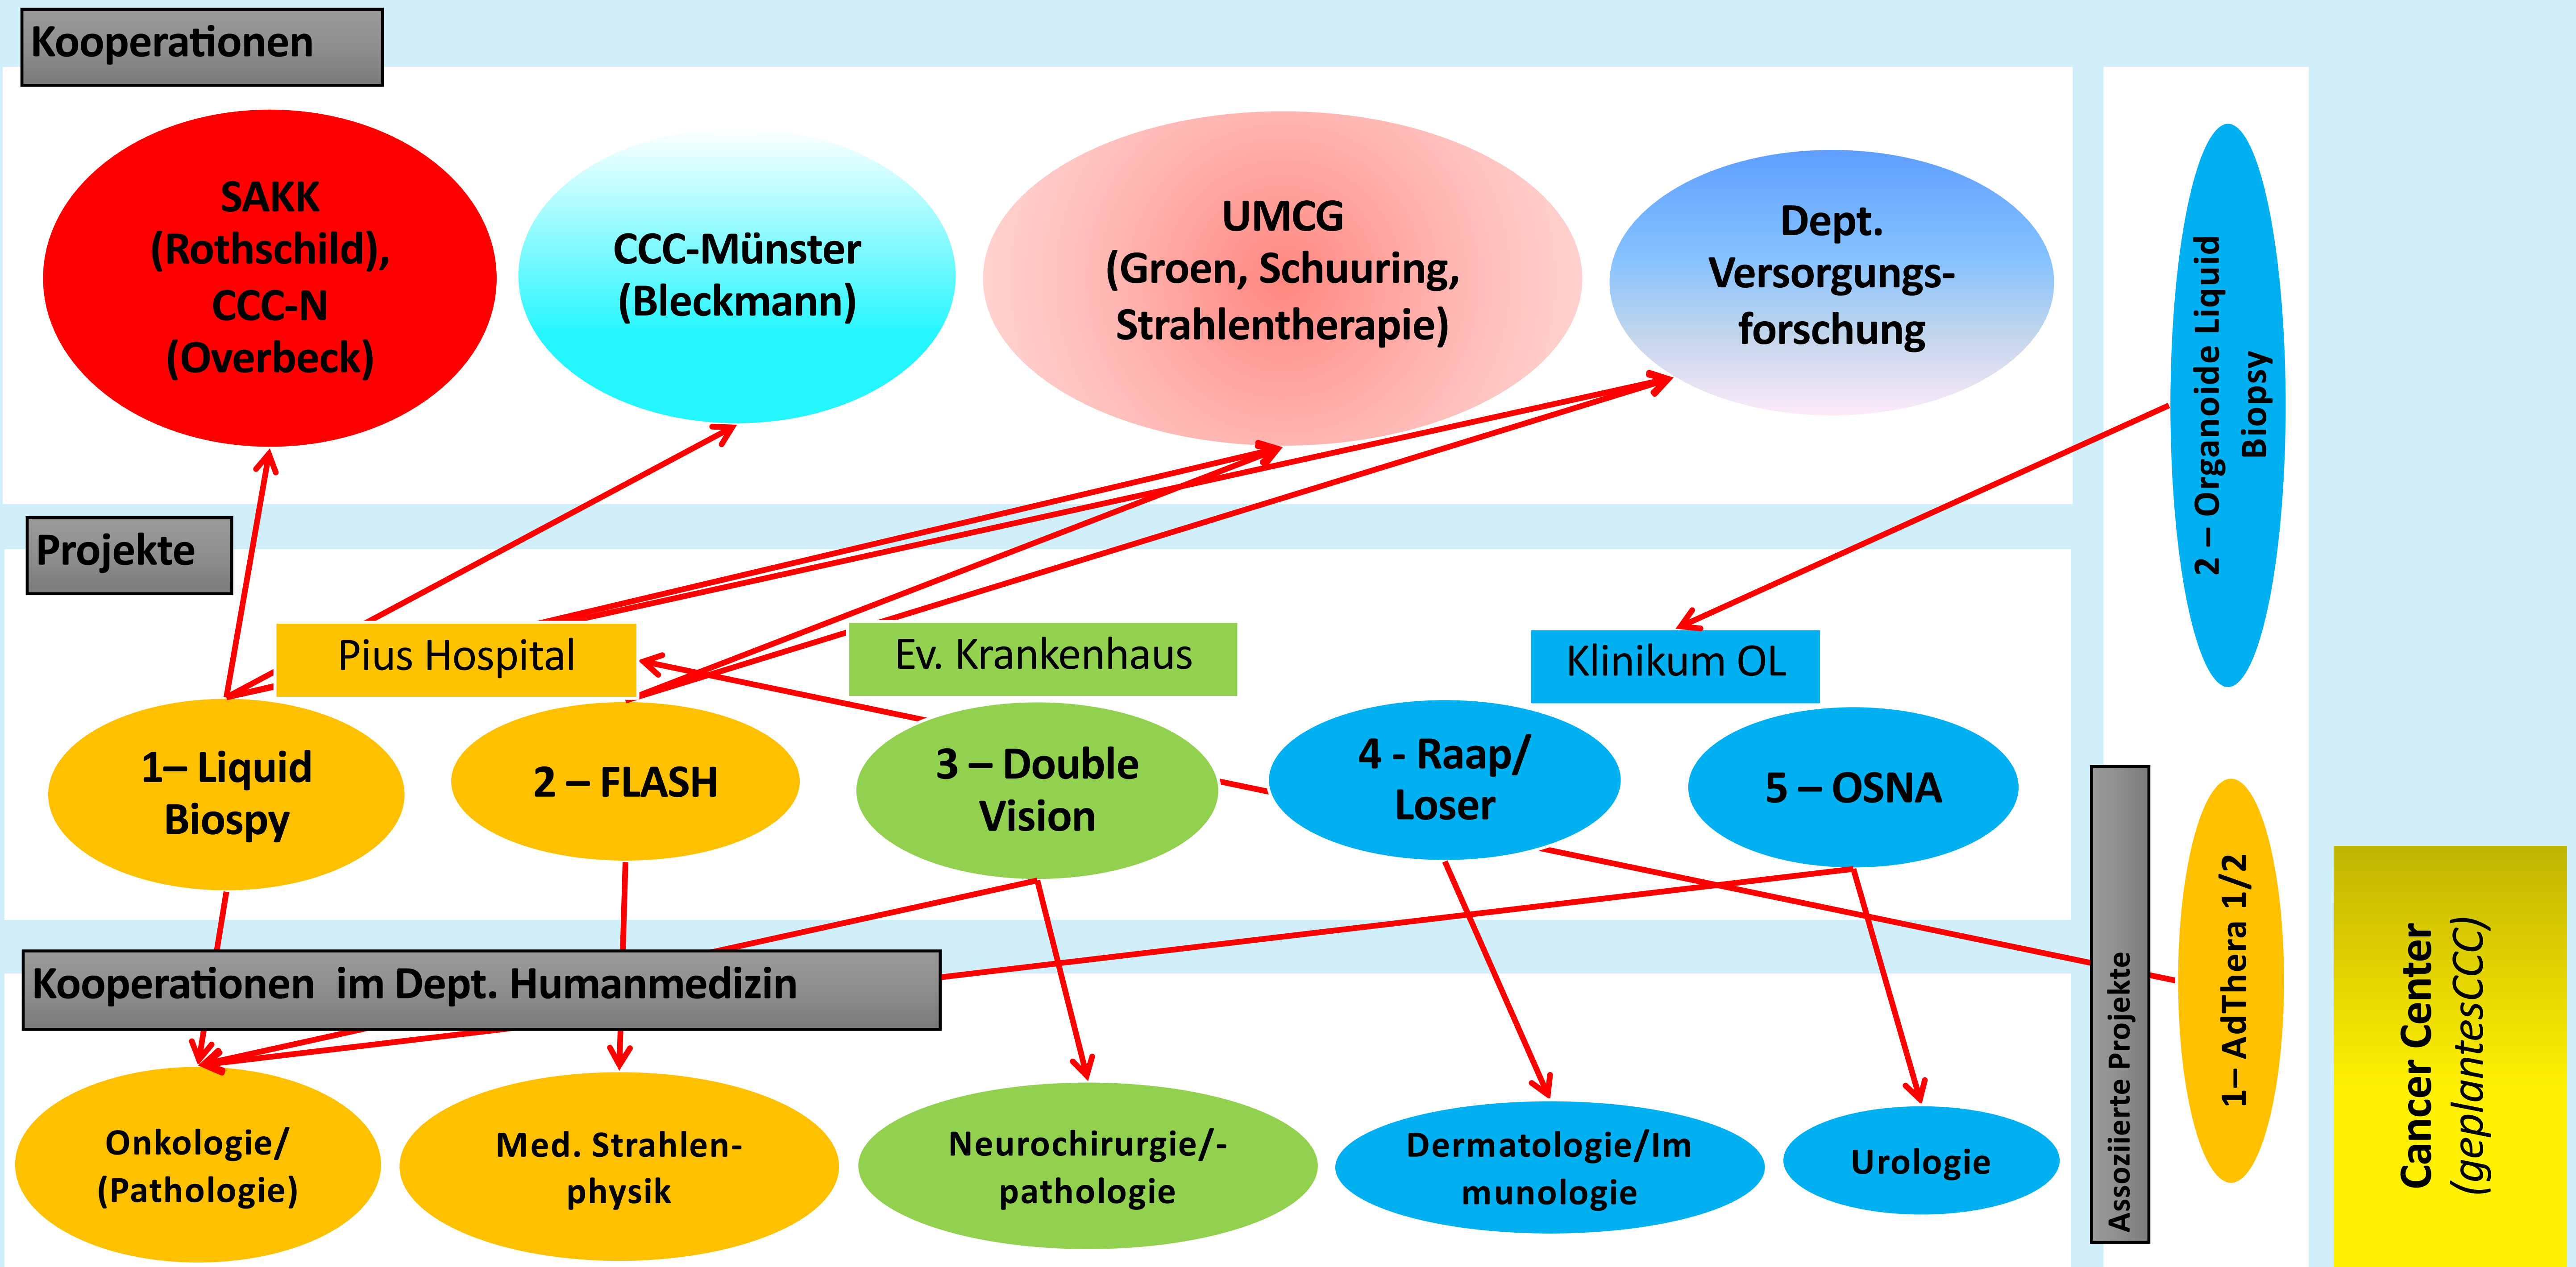 Kooperationen
SAKK
(Rothschild),
CCC-N
(Overbeck)
CCC-Münster
(Bleckmann)
UMCG
(Groen, Schuuring,
Strahlentherapie)
Dept.
Versorgungs-
forschung
2 – Organoide Liquid
Biopsy
Projekte
Pius Hospital
Ev. Krankenhaus
Klinikum OL
1– Liquid
Biospy
2 – FLASH
3 – Double
Vision
4 - Raap/
Loser
5 – OSNA
Kooperationen im Dept. Humanmedizin
Onkologie/
(Pathologie)
Med. Strahlen-
physik
Neurochirurgie/-
pathologie
Dermatologie/Im
munologie
Urologie
Assoziierte Projekte
1– AdThera 1/2
Cancer Center
(geplantesCCC)